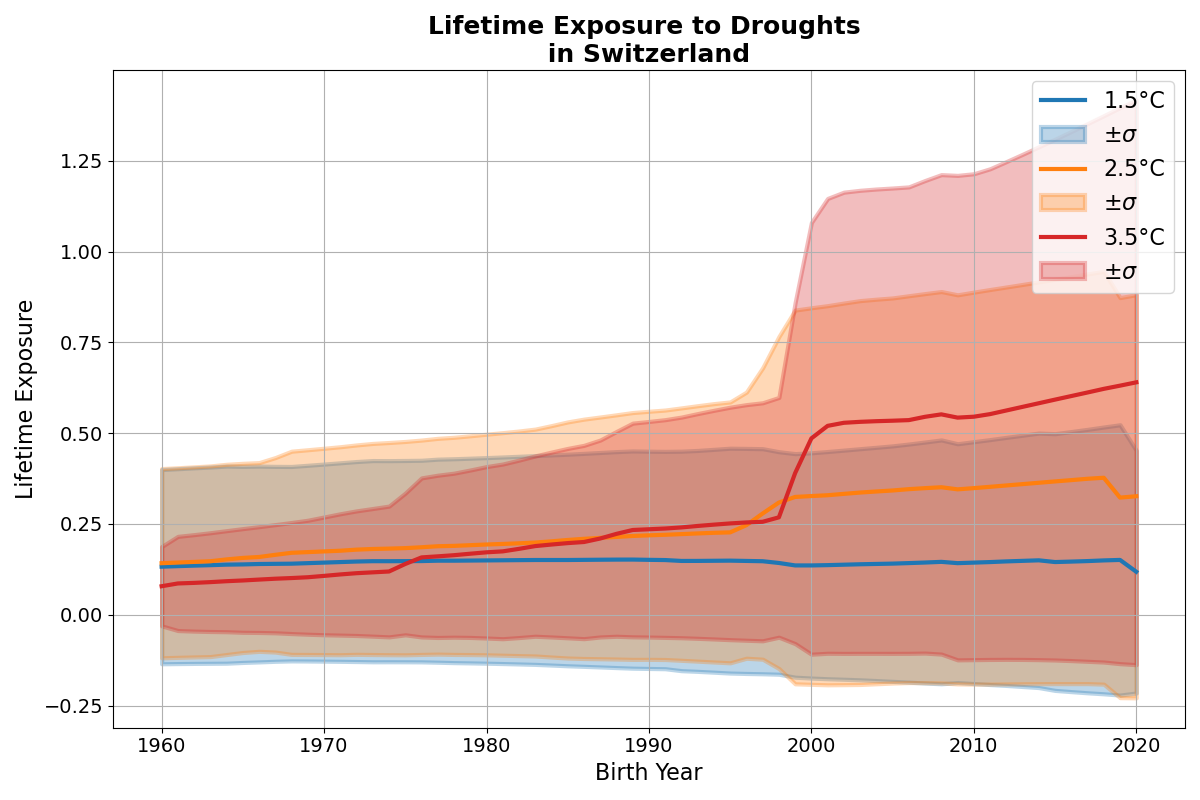 Lifetime Exposure to Droughts
in Switzerland
1.5°C
±σ
2.5°C
±σ
3.5°C
±σ
Lifetime Exposure
1.25
1.00
0.75
0.50
0.25
0.00
−0.25
1960 1970 1980 1990 2000 2010 2020
Birth Year